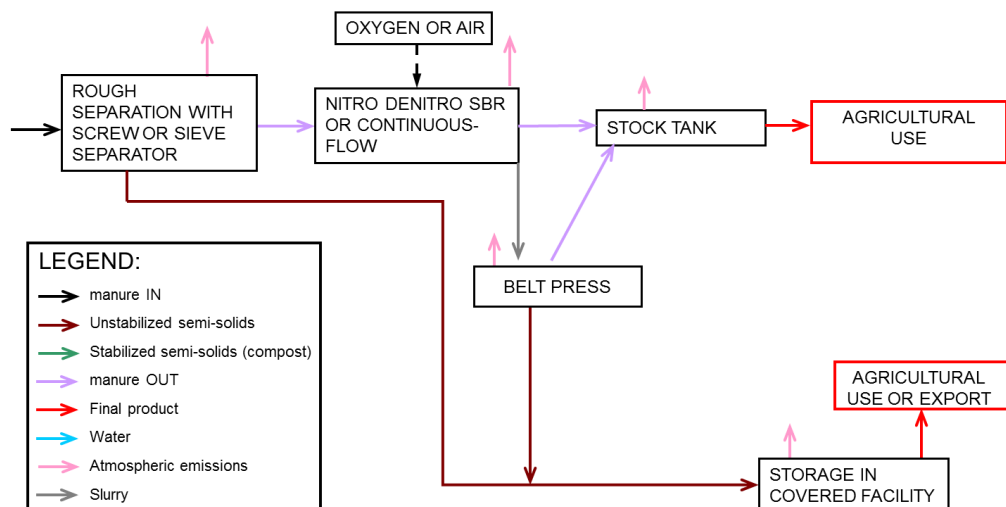 OXYGEN OR AIR
ROUGH
SEPARATION WITH
SCREW OR SIEVE
SEPARATOR
NITRO DENITRO SBR
OR CONTINUOUS-
FLOW
STOCK TANK
AGRICULTURAL
USE
BELT PRESS
LEGEND:
manure IN
Unstabilized semi-solids
Stabilized semi-solids (compost)
manure OUT
Final product
Water
Atmospheric emissions
Slurry
AGRICULTURAL
USE OR EXPORT
STORAGE IN
COVERED FACILITY